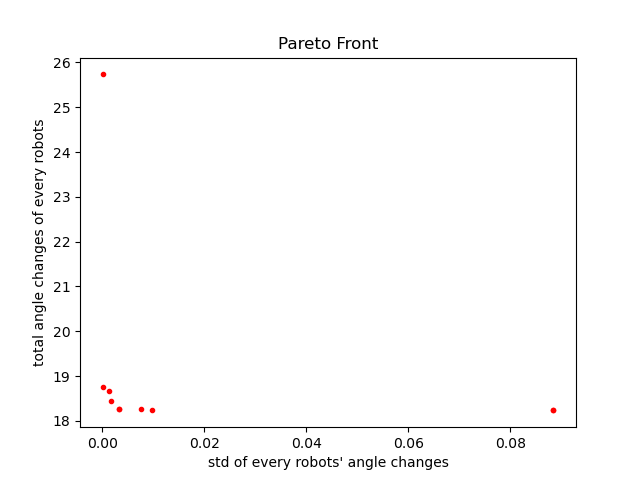 Pareto Front
26
25
24
23
22
21
20
19
18
total angle changes of every robots
0.00 0.02 0.04 0.06 0.08
std of every robots' angle changes